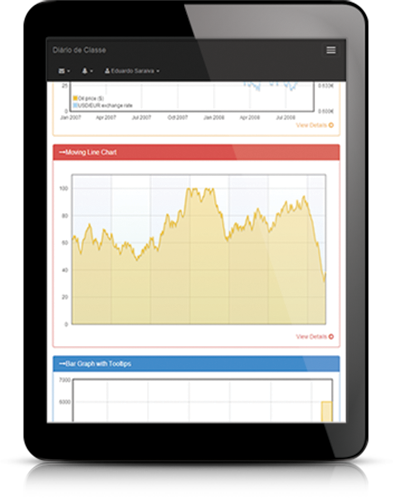 Diário de Classe
Eduardo Saraiva
25
0.633€
Oil price ($)
USD/EUR exchange rate
0 0.600€
Jan 2007 Apr 2007 Jul 2007 Oct 2007 Jan 2008 Apr 2008 Jul 2008
View Details
Moving Line Chart
100
80
60
40
20
0
View Details
Bar Graph with Tooltips
7000
6000